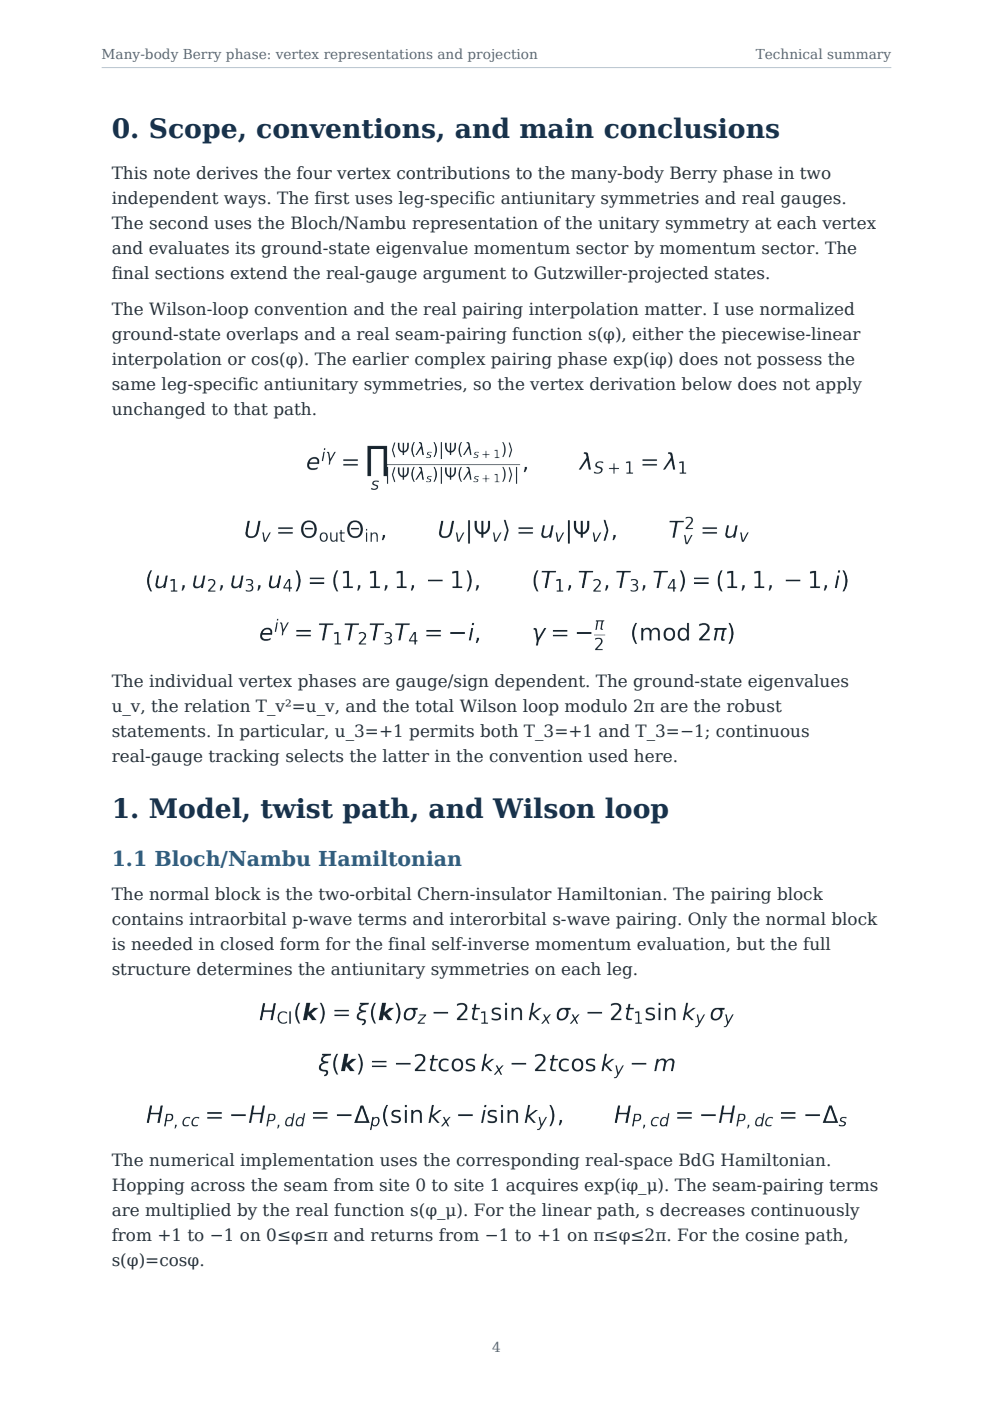 Many-body Berry phase: vertex representations and projection Technical summary
0. Scope, conventions, and main conclusions
This note derives the four vertex contributions to the many-body Berry phase in two
independent ways. The first uses leg-specific antiunitary symmetries and real gauges.
The second uses the Bloch/Nambu representation of the unitary symmetry at each vertex
and evaluates its ground-state eigenvalue momentum sector by momentum sector. The
final sections extend the real-gauge argument to Gutzwiller-projected states.
The Wilson-loop convention and the real pairing interpolation matter. I use normalized
ground-state overlaps and a real seam-pairing function s(φ), either the piecewise-linear
interpolation or cos(φ). The earlier complex pairing phase exp(iφ) does not possess the
same leg-specific antiunitary symmetries, so the vertex derivation below does not apply
unchanged to that path.
e^{iγ} = ∏_s ⟨Ψ(λ_s)|Ψ(λ_{s+1})⟩ / |⟨Ψ(λ_s)|Ψ(λ_{s+1})⟩|, λ_{S+1} = λ_1
U_v = Θ_out Θ_in, U_v|Ψ_v⟩ = u_v|Ψ_v⟩, T_v^2 = u_v
(u_1, u_2, u_3, u_4) = (1, 1, 1, −1), (T_1, T_2, T_3, T_4) = (1, 1, −1, i)
e^{iγ} = T_1T_2T_3T_4 = −i, γ = −π/2 (mod 2π)
The individual vertex phases are gauge/sign dependent. The ground-state eigenvalues
u_v, the relation T_v²=u_v, and the total Wilson loop modulo 2π are the robust
statements. In particular, u_3=+1 permits both T_3=+1 and T_3=−1; continuous
real-gauge tracking selects the latter in the convention used here.
1. Model, twist path, and Wilson loop
1.1 Bloch/Nambu Hamiltonian
The normal block is the two-orbital Chern-insulator Hamiltonian. The pairing block
contains intraorbital p-wave terms and interorbital s-wave pairing. Only the normal block
is needed in closed form for the final self-inverse momentum evaluation, but the full
structure determines the antiunitary symmetries on each leg.
H_CI(k) = ξ(k)σ_z − 2t_1 sin k_x σ_x − 2t_1 sin k_y σ_y
ξ(k) = −2t cos k_x − 2t cos k_y − m
H_{P,cc} = −H_{P,dd} = −Δ_p(sin k_x − i sin k_y), H_{P,cd} = −H_{P,dc} = −Δ_s
The numerical implementation uses the corresponding real-space BdG Hamiltonian.
Hopping across the seam from site 0 to site 1 acquires exp(iφ_μ). The seam-pairing terms
are multiplied by the real function s(φ_μ). For the linear path, s decreases continuously
from +1 to −1 on 0≤φ≤π and returns from −1 to +1 on π≤φ≤2π. For the cosine path,
s(φ)=cosφ.
4